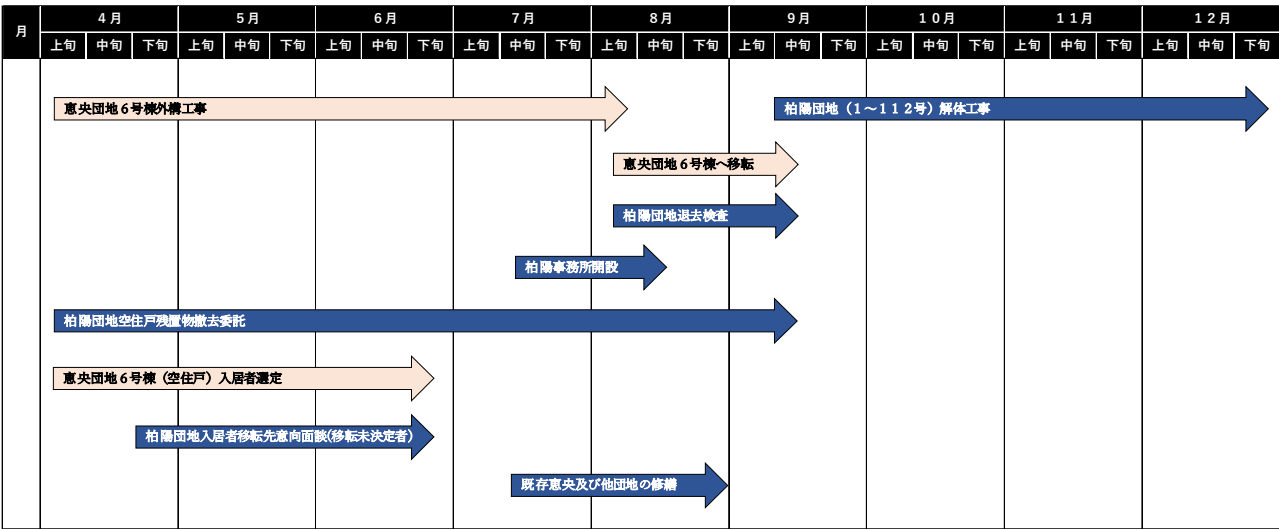 月
４月 ５月 ６月 ７月 ８月 ９月 １０月 １１月 １２月
上旬 中旬 下旬 上旬 中旬 下旬 上旬 中旬 下旬 上旬 中旬 下旬 上旬 中旬 下旬 上旬 中旬 下旬 上旬 中旬 下旬 上旬 中旬 下旬 上旬 中旬 下旬
恵央団地６号棟外構工事
柏陽団地（１～１１２号）解体工事
恵央団地６号棟へ移転
柏陽団地退去検査
柏陽事務所開設
柏陽団地空住戸残置物撤去委託
恵央団地６号棟（空住戸）入居者選定
柏陽団地入居者移転先意向面談(移転未決定者)
既存恵央及び他団地の修繕